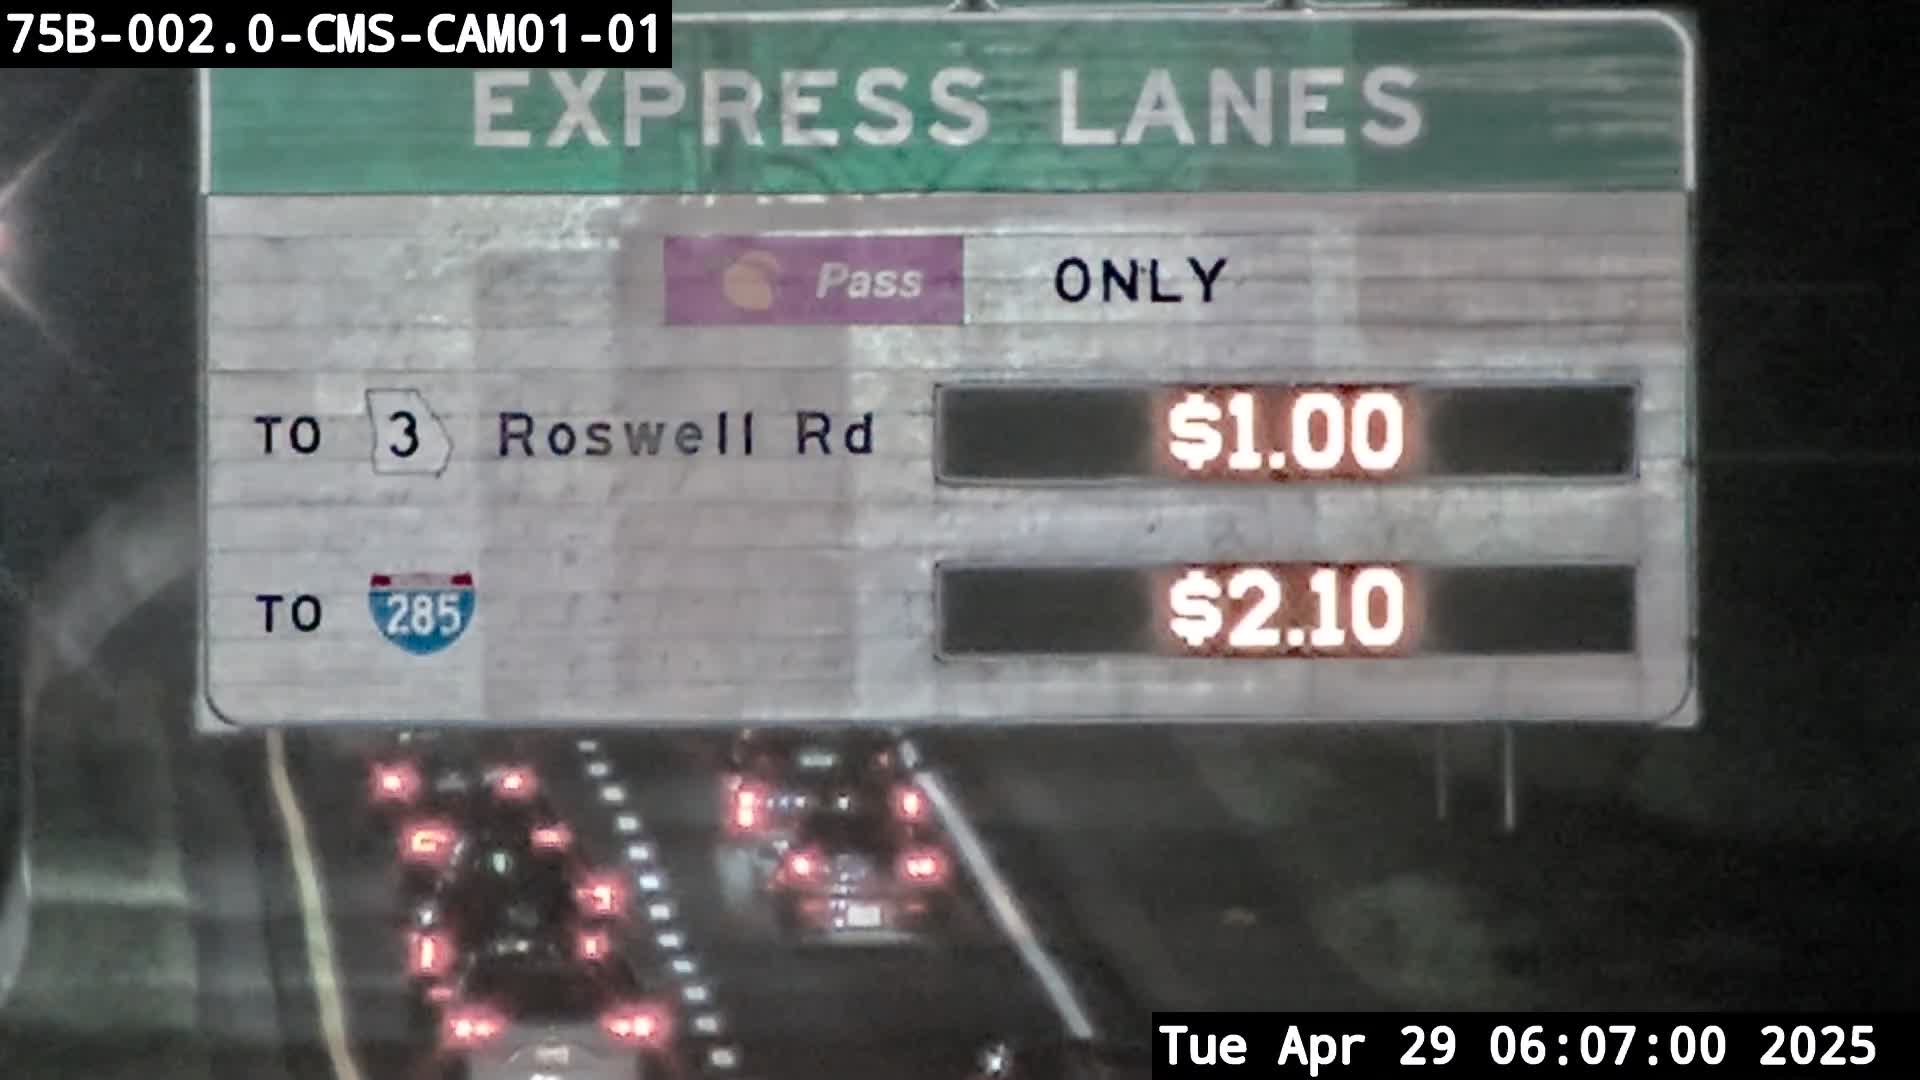 75B-002.0-CMS-CAM01-01
EXPRESS LANES
Pass ONLY
TO 3 Roswell Rd $1.00
TO 285 $2.10
Tue Apr 29 06:07:00 2025